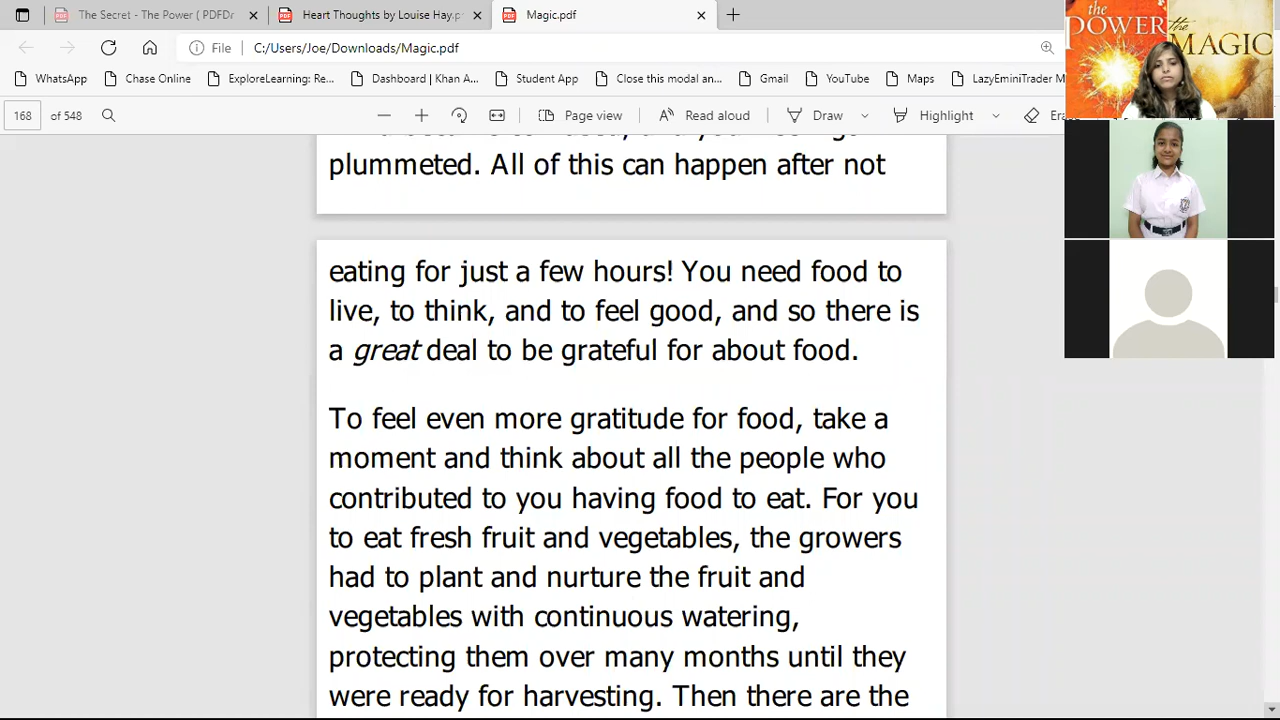 The Secret - The Power ( PDFDr
Heart Thoughts by Louise Hay.p
Magic.pdf
File C:/Users/Joe/Downloads/Magic.pdf
WhatsApp Chase Online ExploreLearning: Re... Dashboard | Khan A... Student App Close this modal an... Gmail YouTube Maps LazyEminiTrader M
168 of 548 Page view Read aloud Draw Highlight Era
plummeted. All of this can happen after not
eating for just a few hours! You need food to
live, to think, and to feel good, and so there is
a great deal to be grateful for about food.
To feel even more gratitude for food, take a
moment and think about all the people who
contributed to you having food to eat. For you
to eat fresh fruit and vegetables, the growers
had to plant and nurture the fruit and
vegetables with continuous watering,
protecting them over many months until they
were ready for harvesting. Then there are the
the
POWER
the
MAGIC